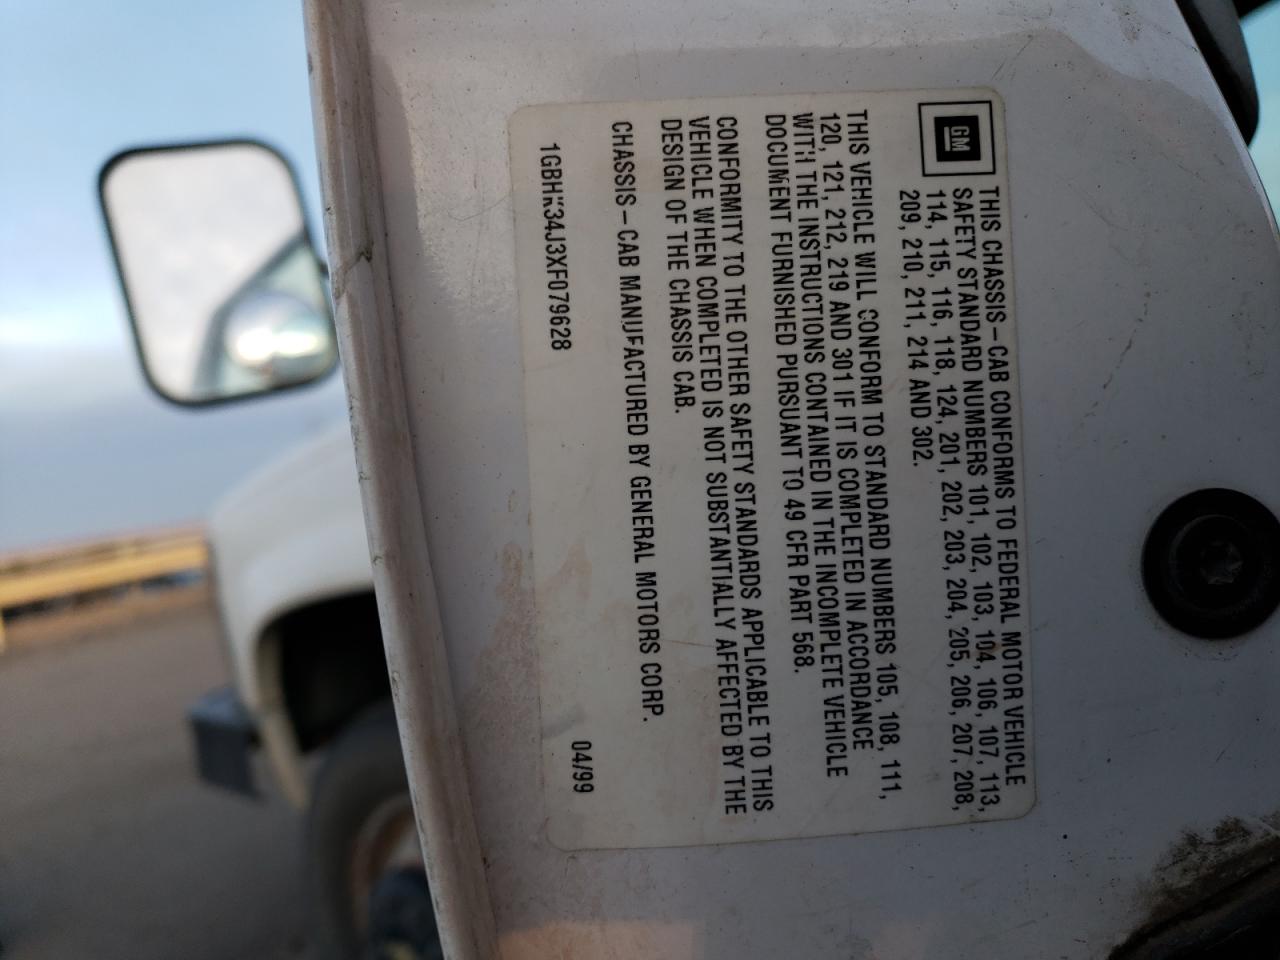 GM
THIS CHASSIS-CAB CONFORMS TO FEDERAL MOTOR VEHICLE
SAFETY STANDARD NUMBERS 101, 102, 103, 104, 106, 107, 113,
114, 115, 116, 118, 124, 201, 202, 203, 204, 205, 206, 207, 208,
209, 210, 211, 214 AND 302.
THIS VEHICLE WILL CONFORM TO STANDARD NUMBERS 105, 108, 111,
120, 121, 212, 219 AND 301 IF IT IS COMPLETED IN ACCORDANCE
WITH THE INSTRUCTIONS CONTAINED IN THE INCOMPLETE VEHICLE
DOCUMENT FURNISHED PURSUANT TO 49 CFR PART 568.
CONFORMITY TO THE OTHER SAFETY STANDARDS APPLICABLE TO THIS
VEHICLE WHEN COMPLETED IS NOT SUBSTANTIALLY AFFECTED BY THE
DESIGN OF THE CHASSIS CAB.
CHASSIS-CAB MANUFACTURED BY GENERAL MOTORS CORP.
1GBHK34J3XF079628 04/99